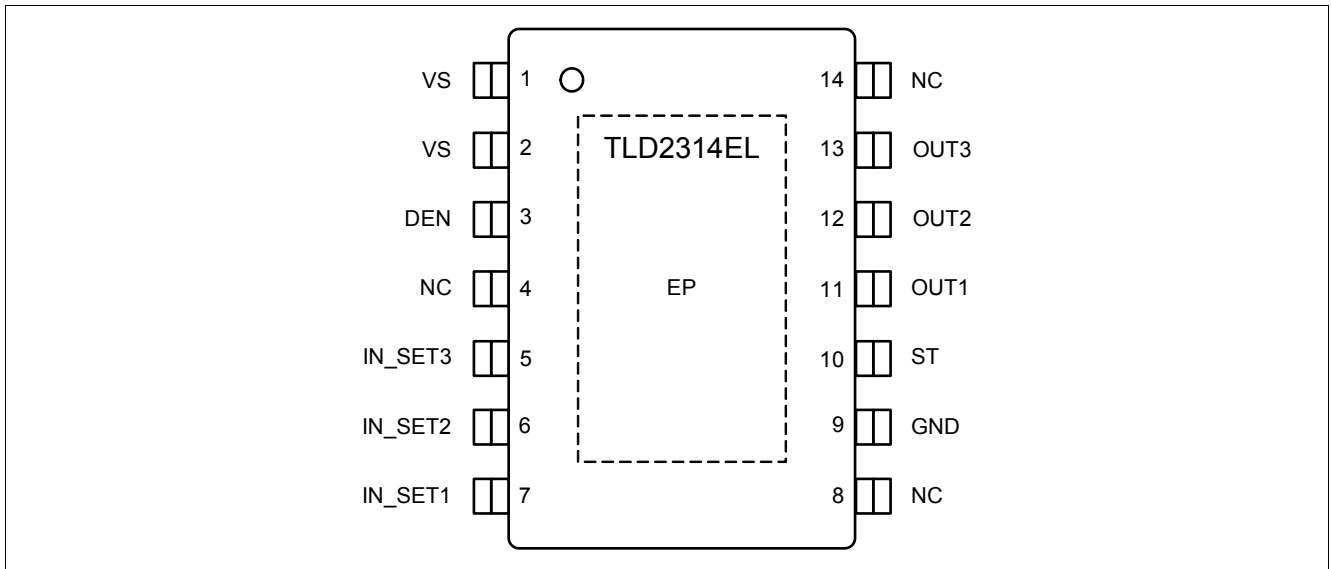 VS 1 14 NC
VS 2 TLD2314EL 13 OUT3
DEN 3 12 OUT2
NC 4 EP 11 OUT1
IN_SET3 5 10 ST
IN_SET2 6 9 GND
IN_SET1 7 8 NC